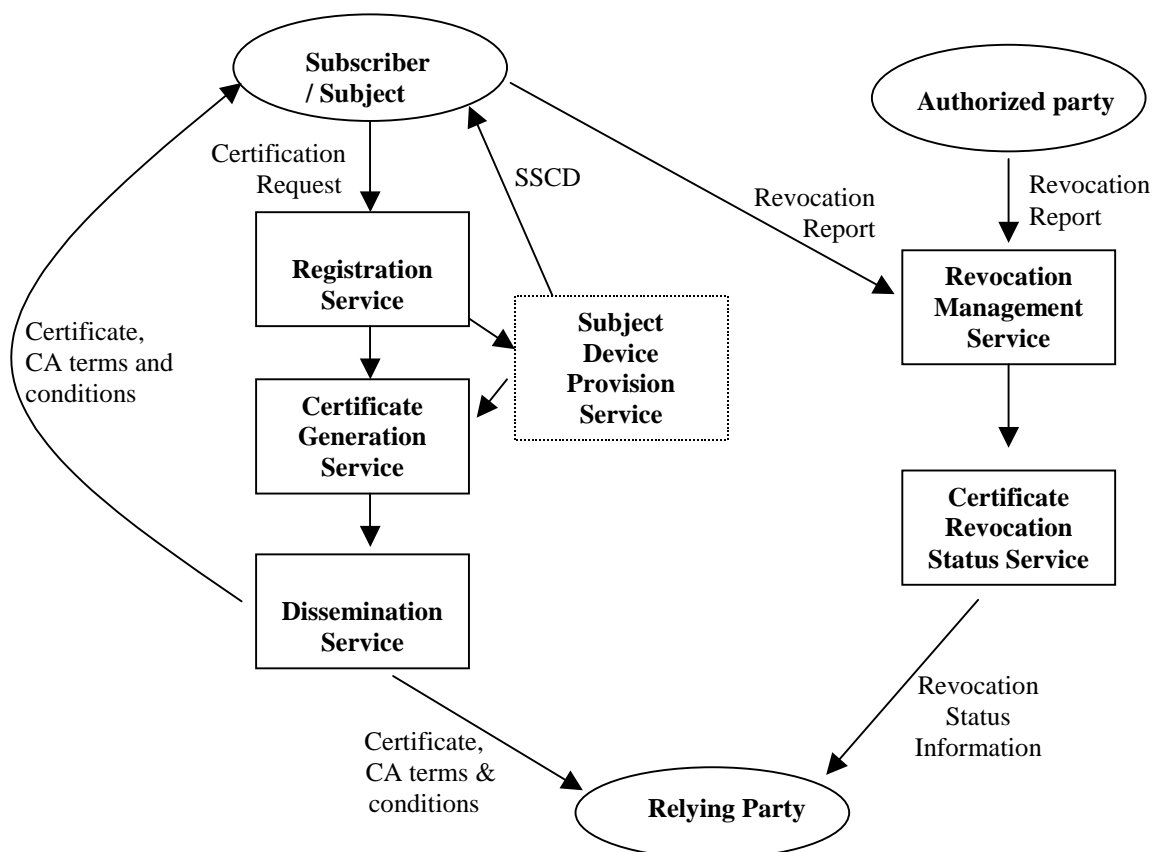 Subscriber
/ Subject
Authorized party
Certification
Request
SSCD
Revocation
Report
Revocation
Report
Registration
Service
Revocation
Management
Service
Subject
Device
Provision
Service
Certificate,
CA terms and
conditions
Certificate
Generation
Service
Certificate
Revocation
Status Service
Dissemination
Service
Revocation
Status
Information
Certificate,
CA terms &
conditions
Relying Party